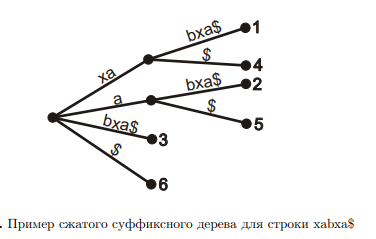 bxa$ 1
xa
$ 4
bxa$ 2
a
$ 5
bxa$ 3
$ 6
. Пример сжатого суффиксного дерева для строки xabxa$